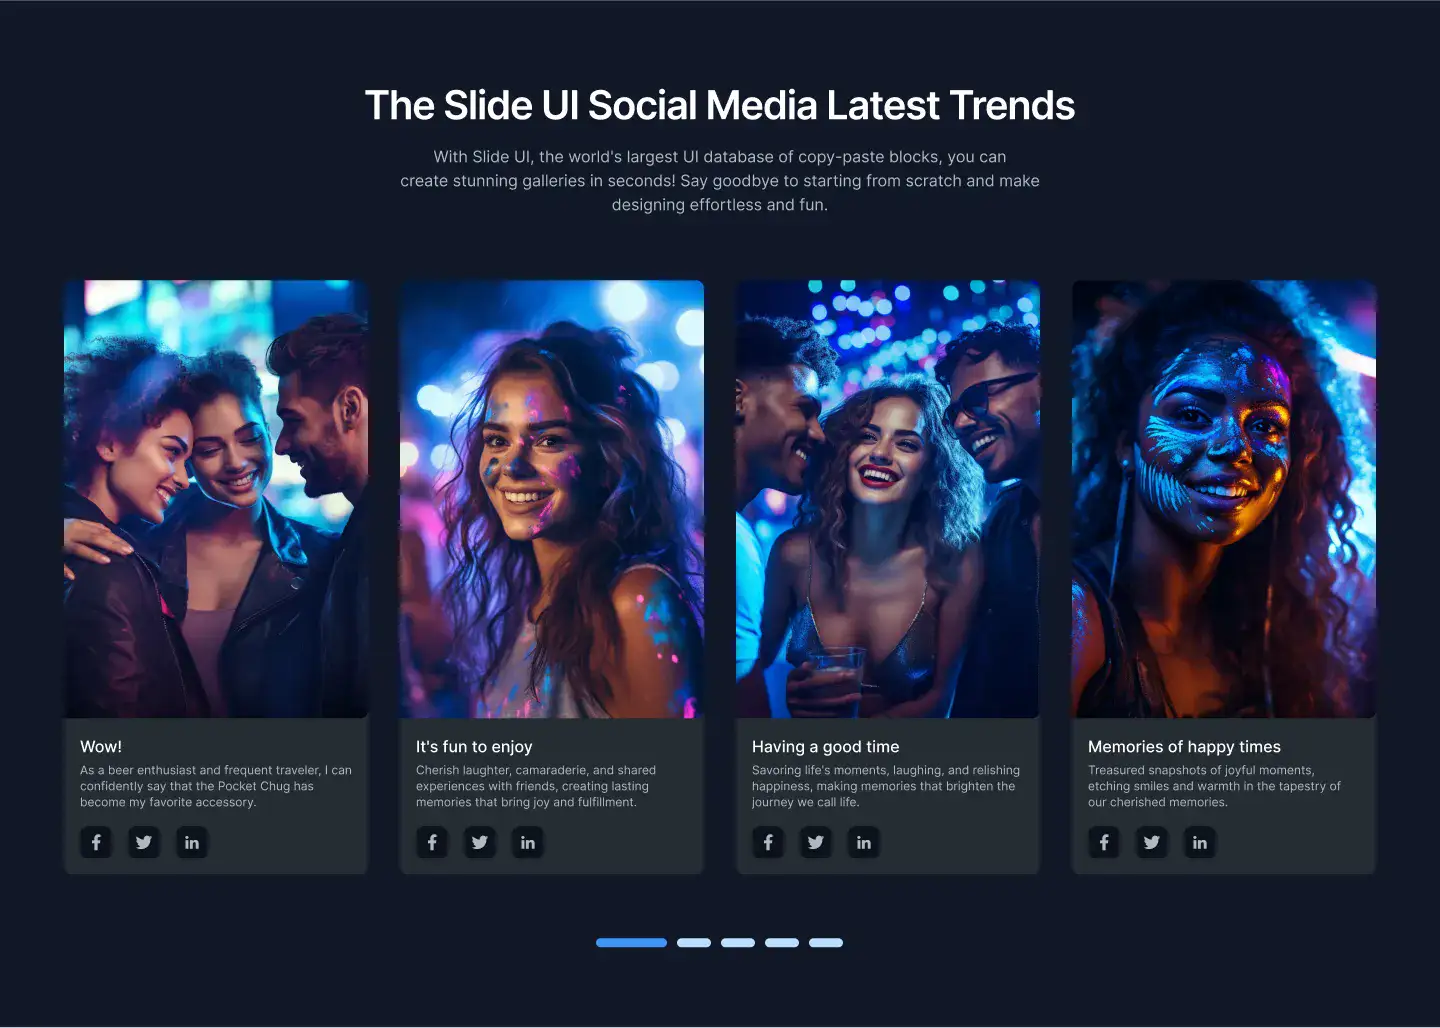 The Slide UI Social Media Latest Trends
With Slide UI, the world's largest UI database of copy-paste blocks, you can
create stunning galleries in seconds! Say goodbye to starting from scratch and make
designing effortless and fun.
Wow!
As a beer enthusiast and frequent traveler, I can
confidently say that the Pocket Chug has
become my favorite accessory.
It's fun to enjoy
Cherish laughter, camaraderie, and shared
experiences with friends, creating lasting
memories that bring joy and fulfillment.
Having a good time
Savoring life's moments, laughing, and relishing
happiness, making memories that brighten the
journey we call life.
Memories of happy times
Treasured snapshots of joyful moments,
etching smiles and warmth in the tapestry of
our cherished memories.